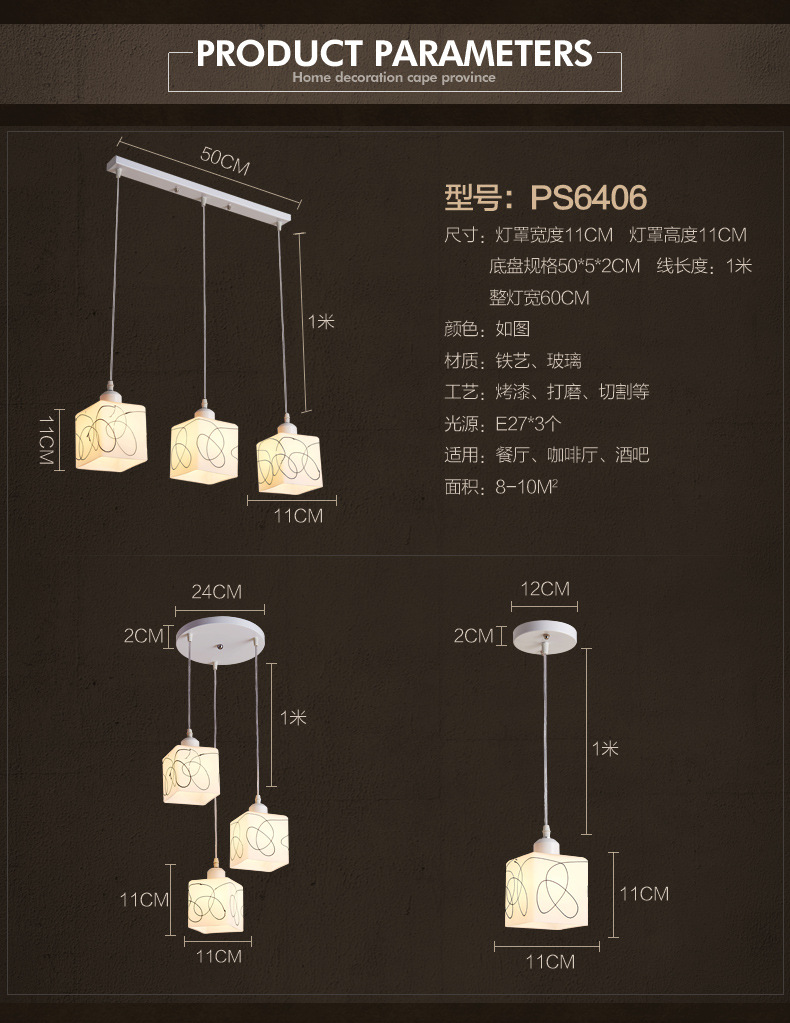 PRODUCT PARAMETERS
Home decoration cape province
50CM
1米
11CM
11CM
型号：PS6406
尺寸：灯罩宽度11CM 灯罩高度11CM
底盘规格50*5*2CM 线长度：1米
整灯宽60CM
颜色：如图
材质：铁艺、玻璃
工艺：烤漆、打磨、切割等
光源：E27*3个
适用：餐厅、咖啡厅、酒吧
面积：8-10M²
24CM
2CM
1米
11CM
11CM
12CM
2CM
1米
11CM
11CM